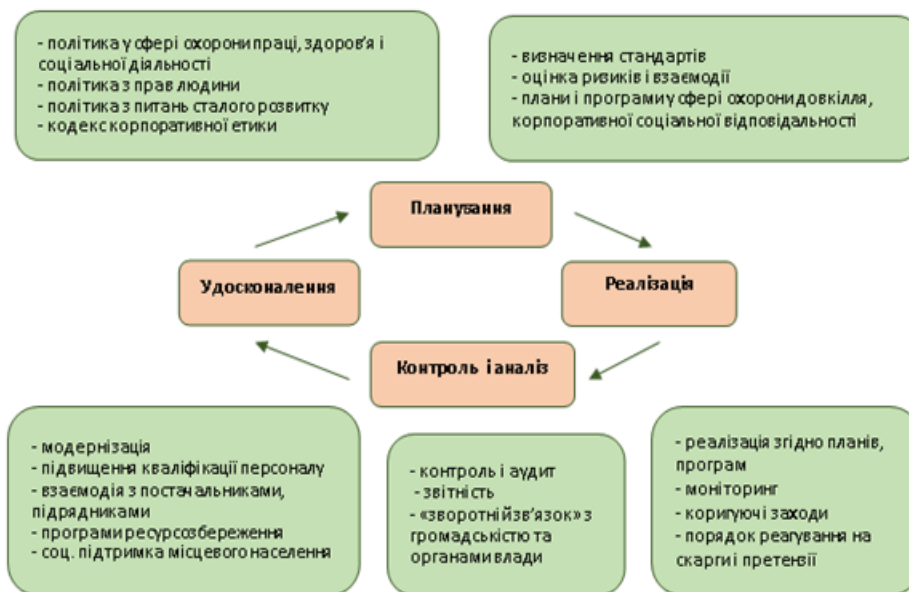 - політика у сфері охорони праці, здоров'я і
соціальної діяльності
- політика з прав людини
- політика з питань сталого розвитку
- кодекс корпоративної етики
- визначення стандартів
- оцінка ризиків і взаємодії
- плани і програми у сфері охорони довкілля,
корпоративної соціальної відповідальності
Планування
Удосконалення
Реалізація
Контроль і аналіз
- модернізація
- підвищення кваліфікації персоналу
- взаємодія з постачальниками,
підрядниками
- програми ресурсозбереження
- соц. підтримка місцевого населення
- контроль і аудит
- звітність
- «зворотній зв'язок» з
громадськістю та
органами влади
- реалізація згідно планів,
програм
- моніторинг
- коригуючі заходи
- порядок реагування на
скарги і претензії